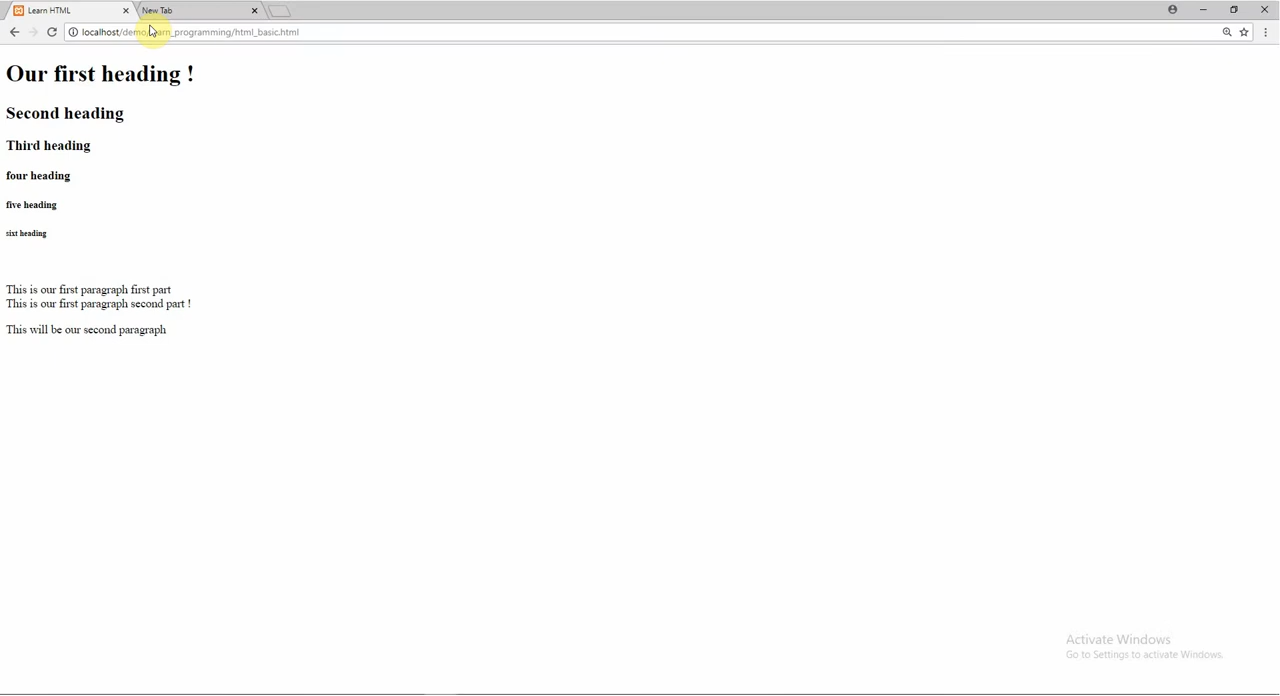 Learn HTML
New Tab
localhost/demo/learn_programming/html_basic.html
Our first heading !
Second heading
Third heading
four heading
five heading
sixt heading
This is our first paragraph first part
This is our first paragraph second part !
This will be our second paragraph
Activate Windows
Go to Settings to activate Windows.